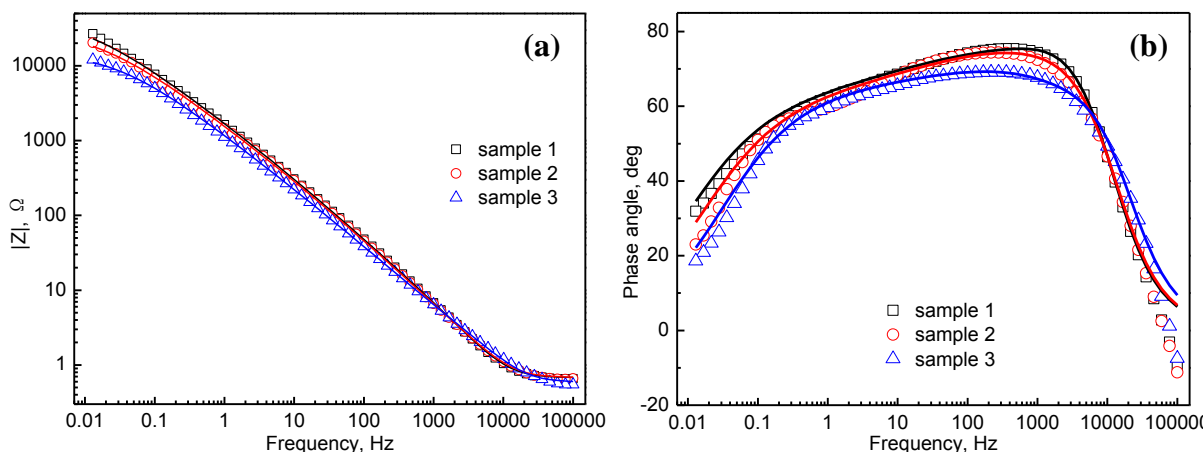 (a)
10000
1000
100
10
1
|Z|, Ω
sample 1
sample 2
sample 3
0.01 0.1 1 10 100 1000 10000 100000
Frequency, Hz
(b)
80
60
40
20
0
-20
Phase angle, deg
sample 1
sample 2
sample 3
0.01 0.1 1 10 100 1000 10000 100000
Frequency, Hz